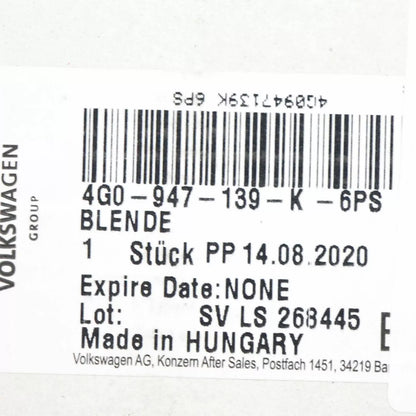 4G0947139K 6PS
VOLKSWAGEN
GROUP
4G0-947-139-K -6PS
BLENDE
1 Stück PP 14.08.2020
Expire Date:NONE
Lot: SV LS 268445
Made in HUNGARY
Volkswagen AG, Konzern After Sales, Postfach 1451, 34219 Ba